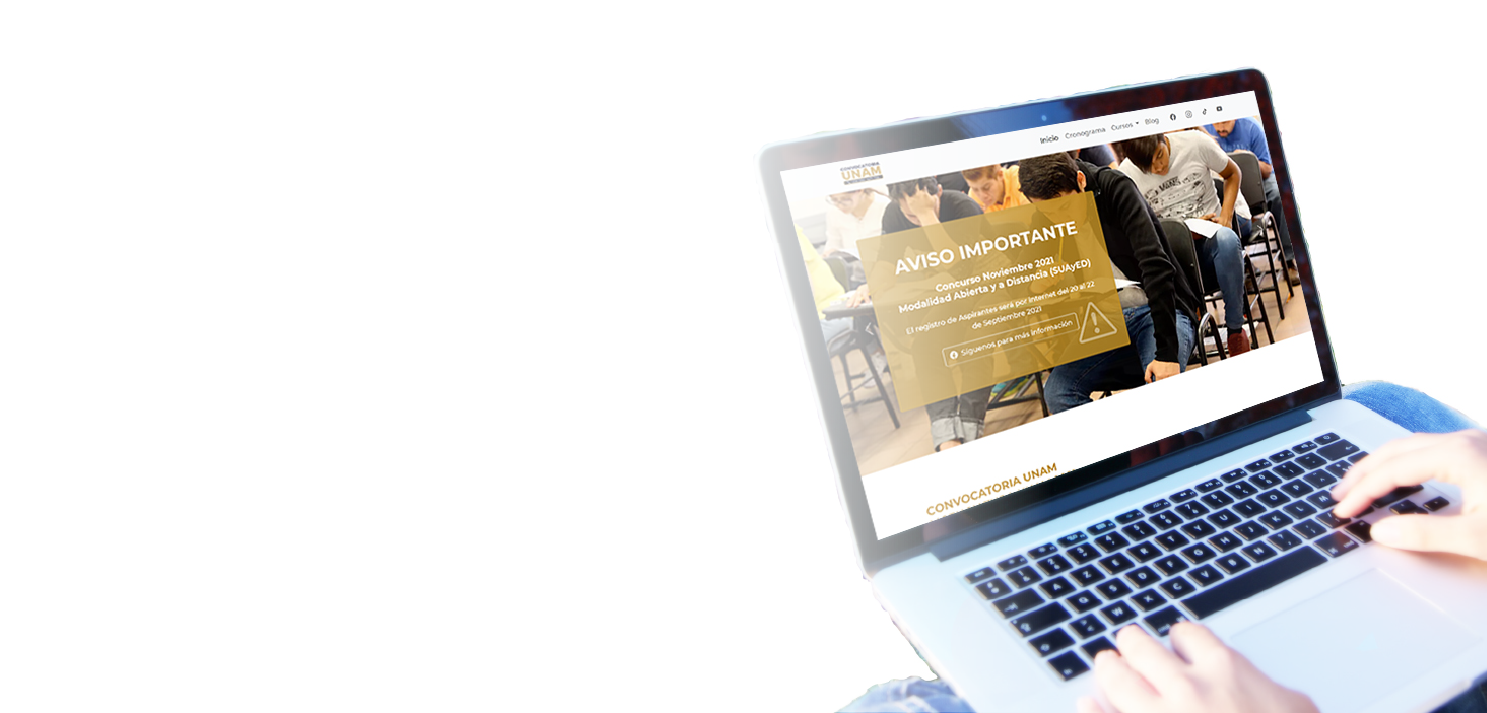 Inicio Cronograma Cursos Blog
CONVOCATORIA
UNAM
AVISO IMPORTANTE
Concurso Noviembre 2021
Modalidad Abierta y a Distancia (SUAyED)
El registro de Aspirantes será por Internet del 20 al 22
de Septiembre 2021
Síguenos, para más información
CONVOCATORIA UNAM